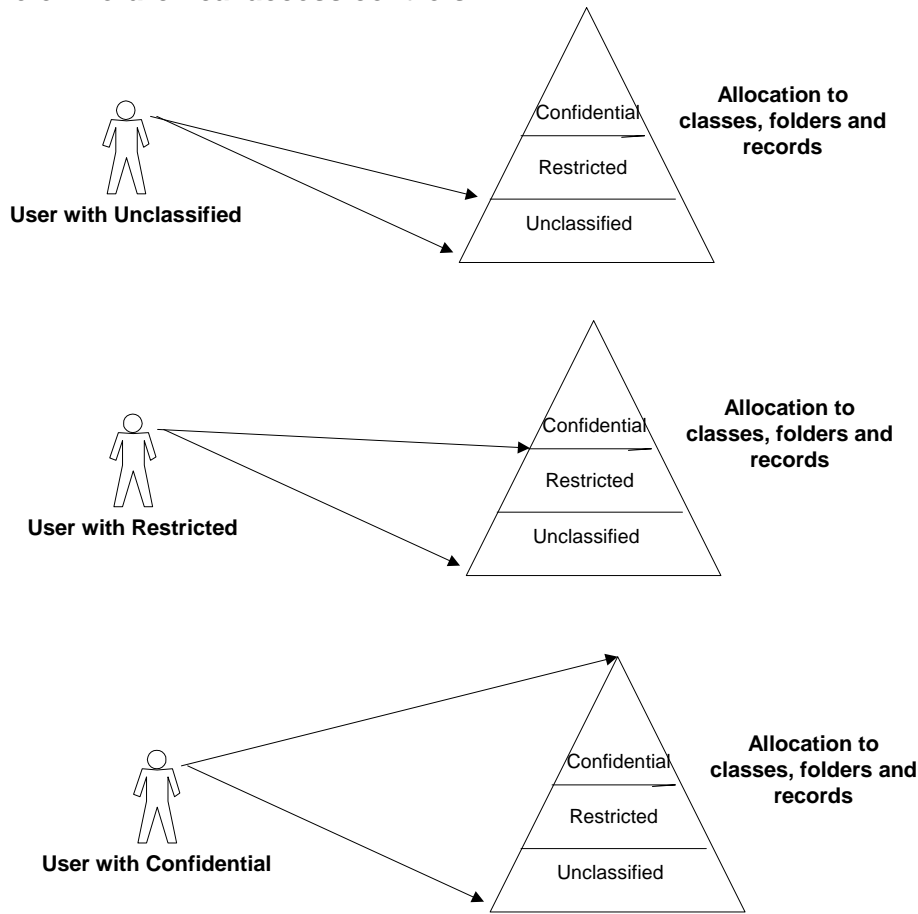 Confidential
Allocation to
classes, folders and
records
Restricted
User with Unclassified
Unclassified
Confidential
Allocation to
classes, folders and
records
Restricted
User with Restricted
Unclassified
Confidential
Allocation to
classes, folders and
records
Restricted
User with Confidential
Unclassified